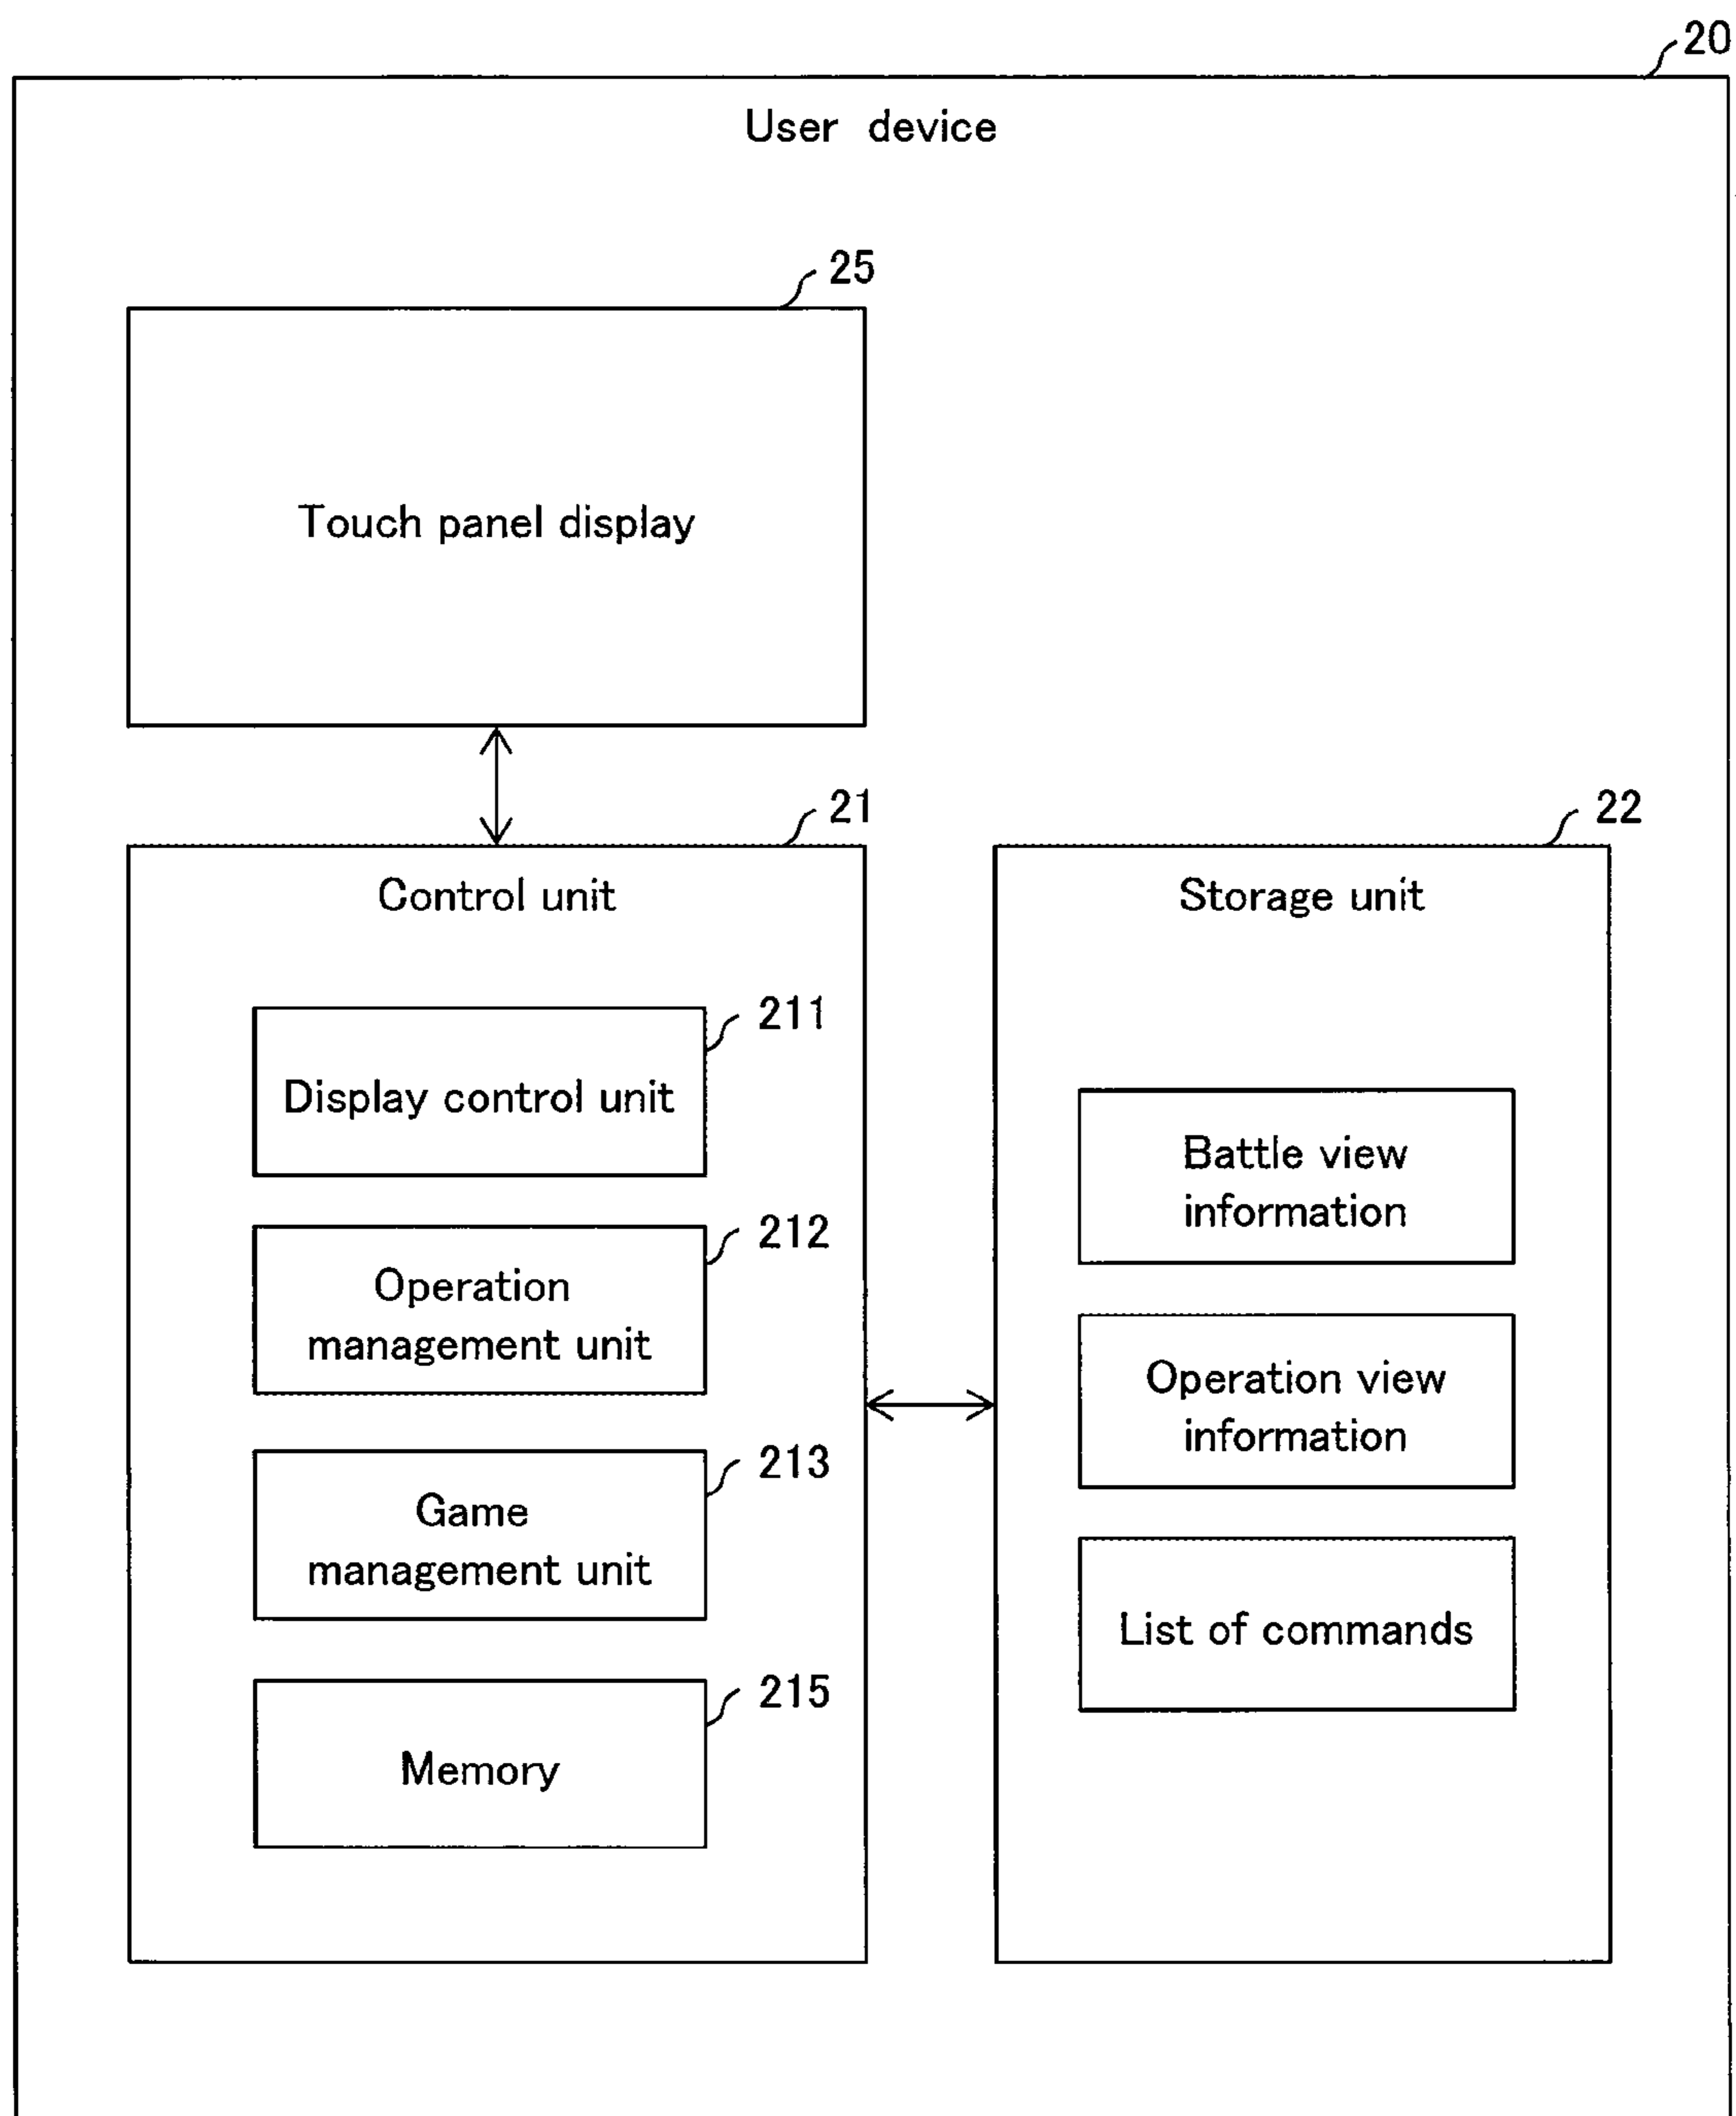 20
User device
25
Touch panel display
21
Control unit
211
Display control unit
212
Operation
management unit
213
Game
management unit
215
Memory
22
Storage unit
Battle view
information
Operation view
information
List of commands